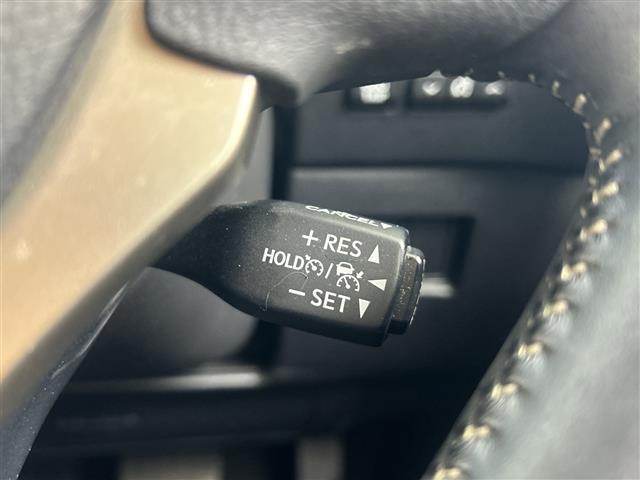 CANCEL▼
+ RES ▲
HOLD / ◀
− SET ▼